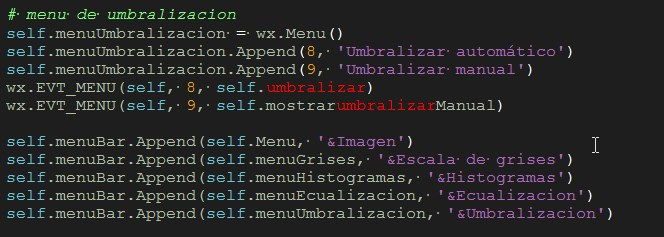 # menu de umbralizacion
self.menuUmbralizacion = wx.Menu()
self.menuUmbralizacion.Append(8, 'Umbralizar automático')
self.menuUmbralizacion.Append(9, 'Umbralizar manual')
wx.EVT_MENU(self, 8, self.umbralizar)
wx.EVT_MENU(self, 9, self.mostrarumbralizarManual)
self.menuBar.Append(self.Menu, '&Imagen')
self.menuBar.Append(self.menuGrises, '&Escala de grises')
self.menuBar.Append(self.menuHistogramas, '&Histogramas')
self.menuBar.Append(self.menuEcualizacion, '&Ecualizacion')
self.menuBar.Append(self.menuUmbralizacion, '&Umbralizacion')